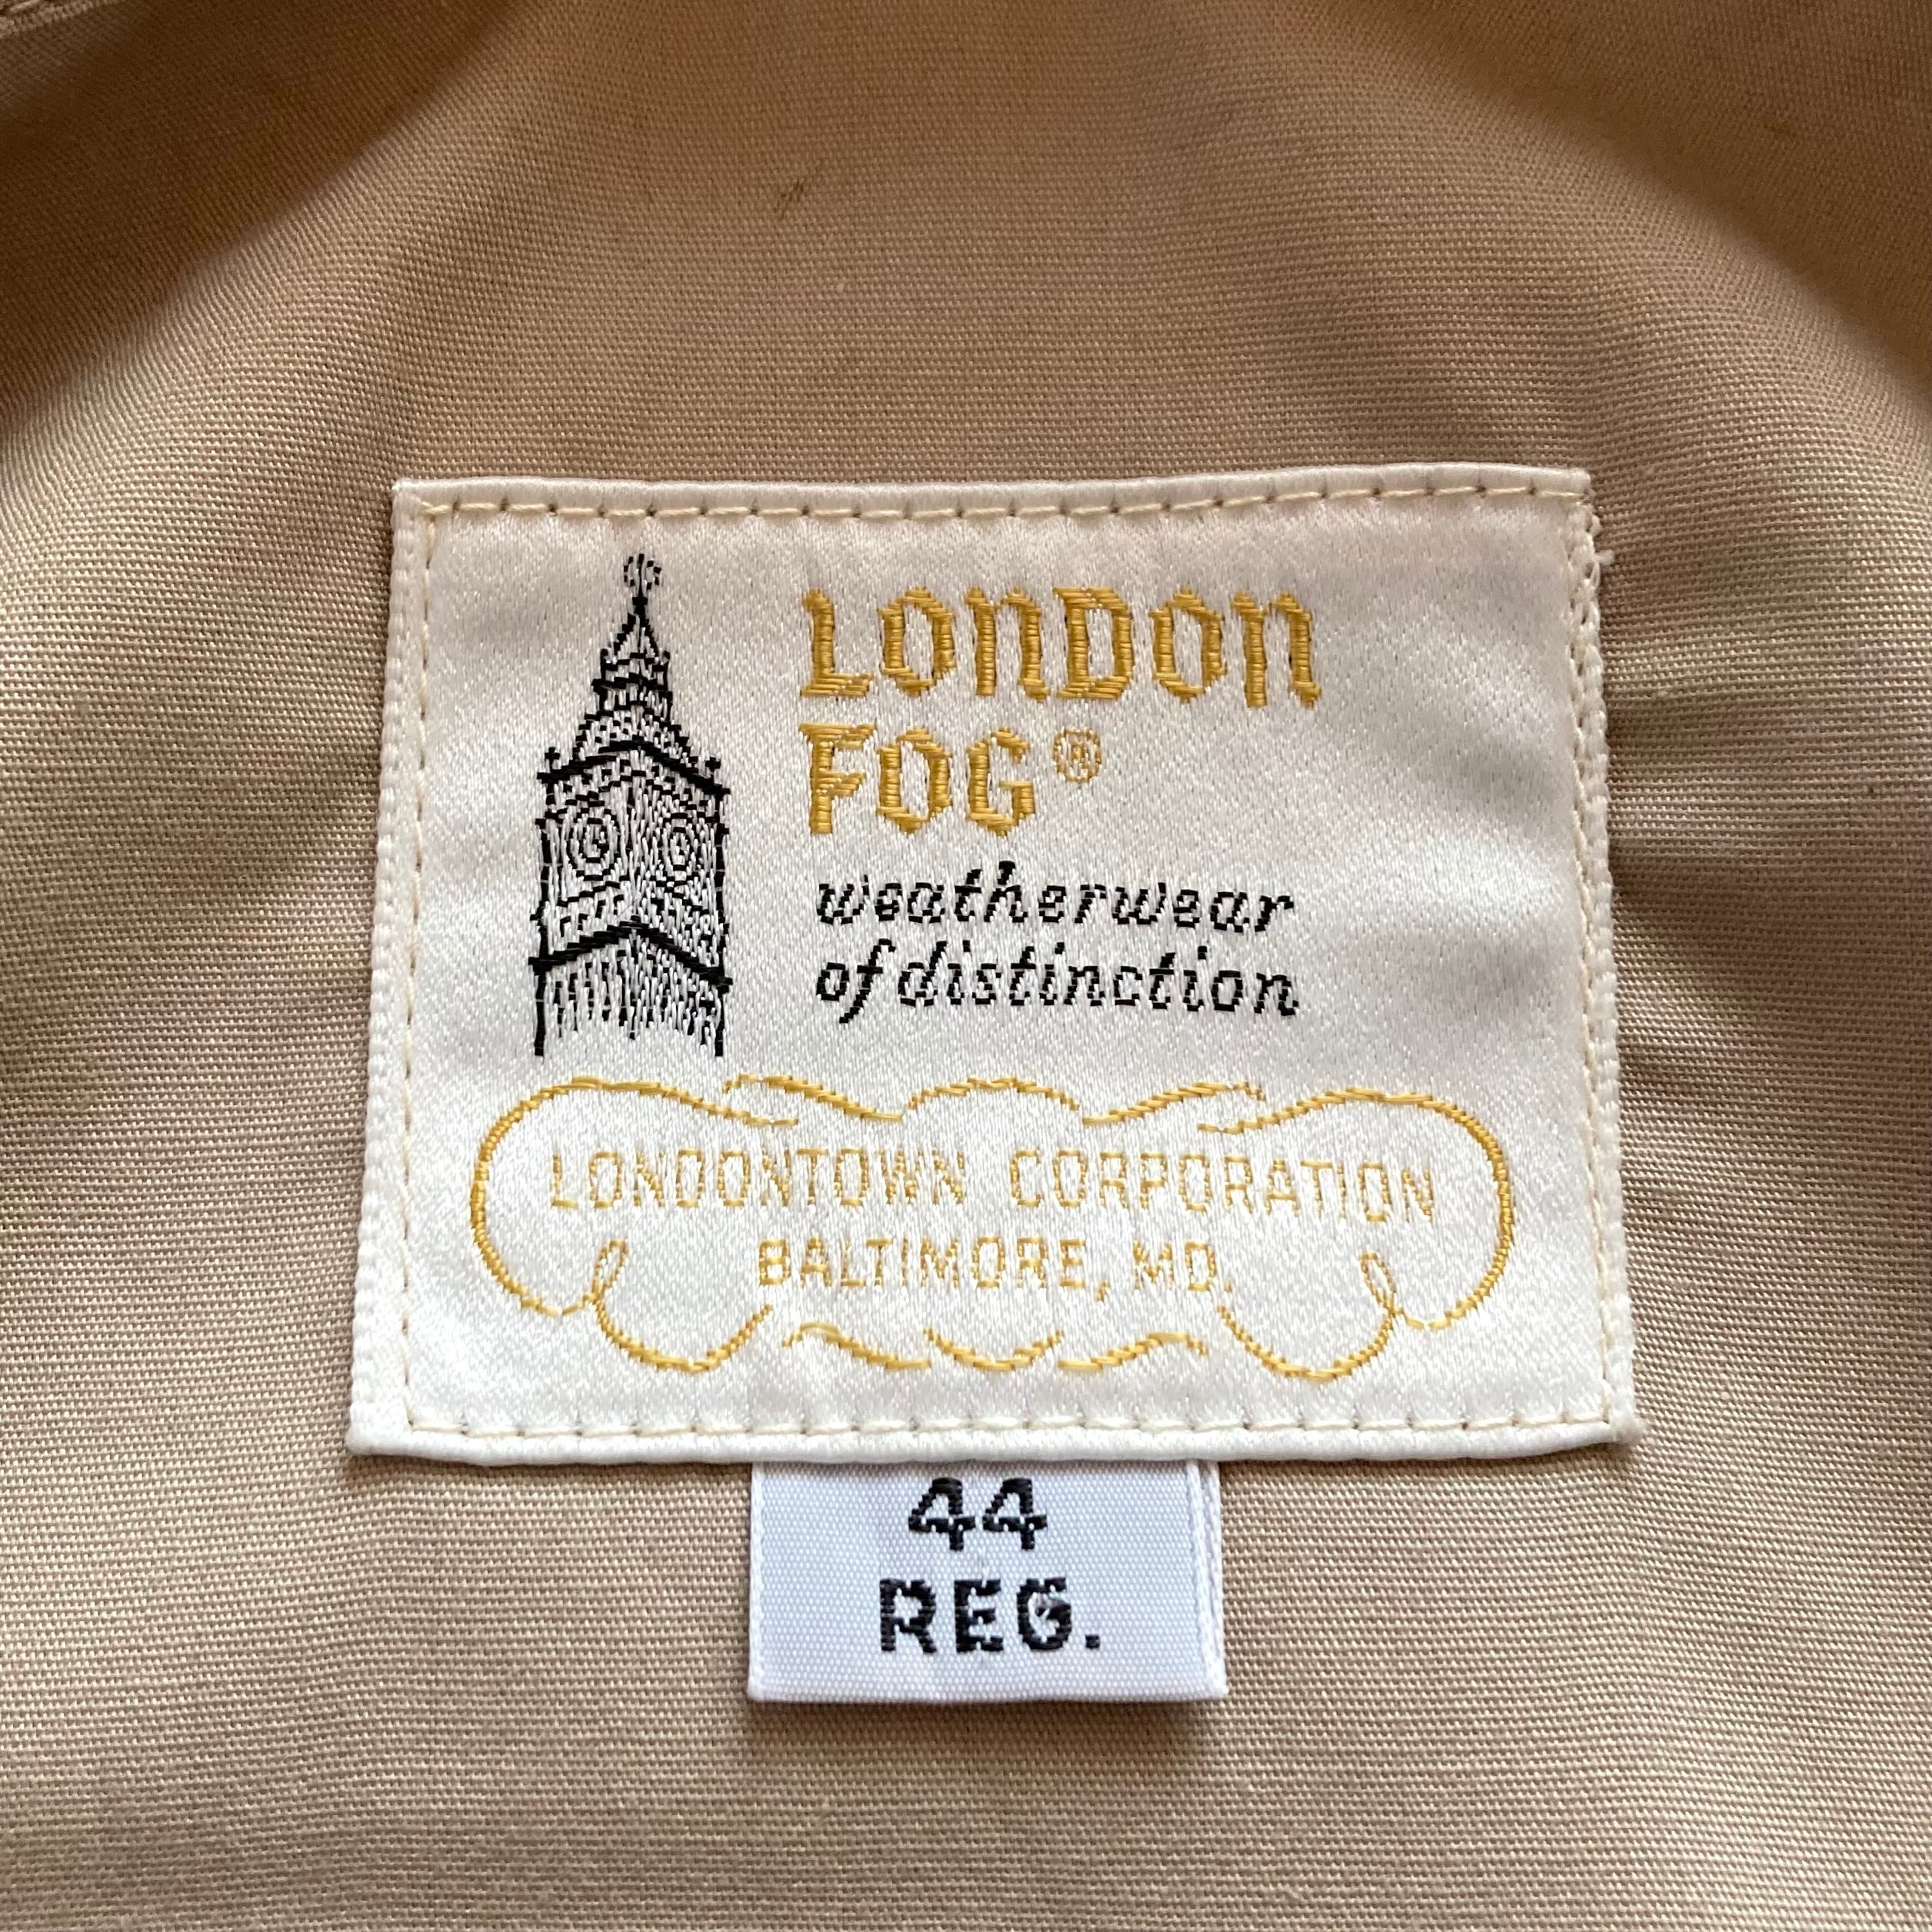 LONDON
FOG®
weatherwear
of distinction
LONDONTOWN CORPORATION
BALTIMORE, MD.
44
REG.